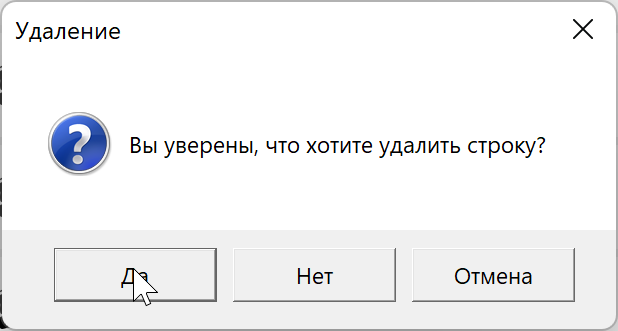 Удаление
Вы уверены, что хотите удалить строку?
Да
Нет
Отмена